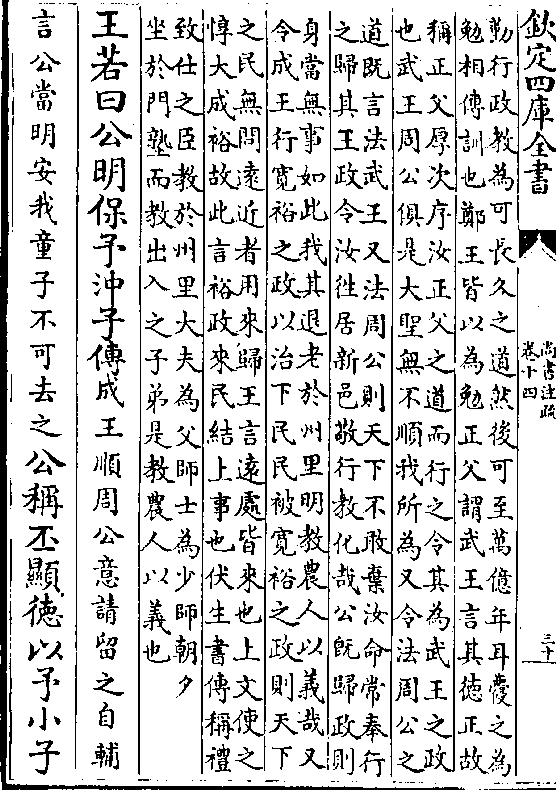 欽定四庫全書
尚書注疏
卷十四
三十
勤行政教為可長久之道然後可至萬億年耳蘉之為
勉相傳訓也鄭王皆以為勉正父謂武王言其徳正故
稱正父厚次序汝正父之道而行之令其為武王之政
也武王周公俱是大聖無不順我所為又令法周公之
道既言法武王又法周公則天下不敢棄汝命常奉行
之歸其王政令汝徃居新邑敬行教化哉公既歸政則
身當無事如此我其退老於州里明教農人以義哉又
令成王行寛裕之政以治下民民被寛裕之政則天下
之民無問遠近者用來歸王言遠處皆來也上文使之
惇大成裕故此言裕政來民結上事也伏生書傳稱禮
致仕之臣教於州里大夫為父師士為少師朝夕
坐於門塾而教出入之子弟是教農人以義也
王若曰公明保予沖子傳成王順周公意請留之自輔
言公當明安我童子不可去之公稱丕顯徳以予小子